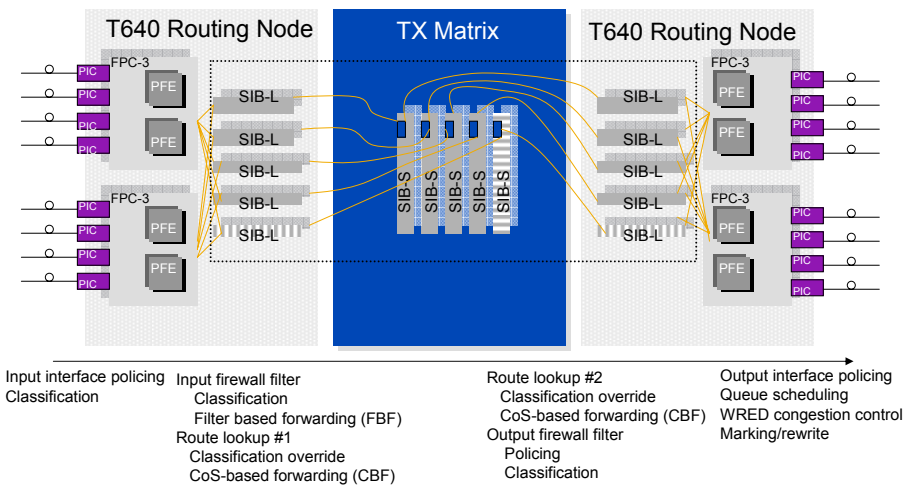 T640 Routing Node
TX Matrix
T640 Routing Node
FPC-3
PIC
PIC
PIC
PIC
PFE
PFE
FPC-3
PIC
PIC
PIC
PIC
PFE
PFE
SIB-L
SIB-L
SIB-L
SIB-L
SIB-L
SIB-S
SIB-S
SIB-S
SIB-S
SIB-S
SIB-L
SIB-L
SIB-L
SIB-L
SIB-L
FPC-3
PFE
PFE
PIC
PIC
PIC
PIC
FPC-3
PFE
PFE
PIC
PIC
PIC
PIC
Input interface policing
Classification
Input firewall filter
Classification
Filter based forwarding (FBF)
Route lookup #1
Classification override
CoS-based forwarding (CBF)
Route lookup #2
Classification override
CoS-based forwarding (CBF)
Output firewall filter
Policing
Classification
Output interface policing
Queue scheduling
WRED congestion control
Marking/rewrite